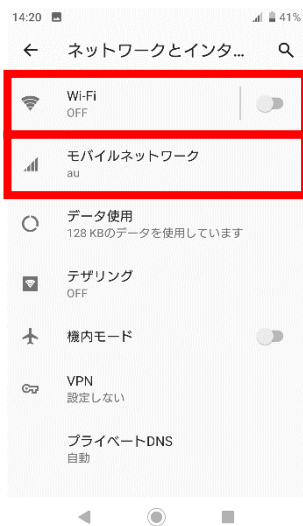 14:20 41%
ネットワークとインタ...
Wi-Fi
OFF
モバイルネットワーク
au
データ使用
128 KBのデータを使用しています
テザリング
OFF
機内モード
VPN
設定しない
プライベートDNS
自動